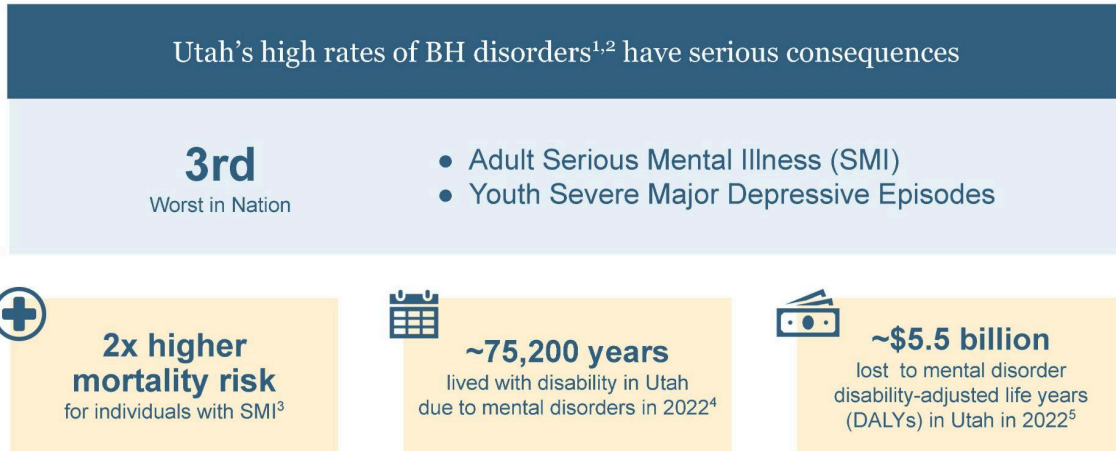 Utah's high rates of BH disorders¹,² have serious consequences
3rd
Worst in Nation
● Adult Serious Mental Illness (SMI)
● Youth Severe Major Depressive Episodes
2x higher
mortality risk
for individuals with SMI³
~75,200 years
lived with disability in Utah
due to mental disorders in 2022⁴
~$5.5 billion
lost to mental disorder
disability-adjusted life years
(DALYs) in Utah in 2022⁵